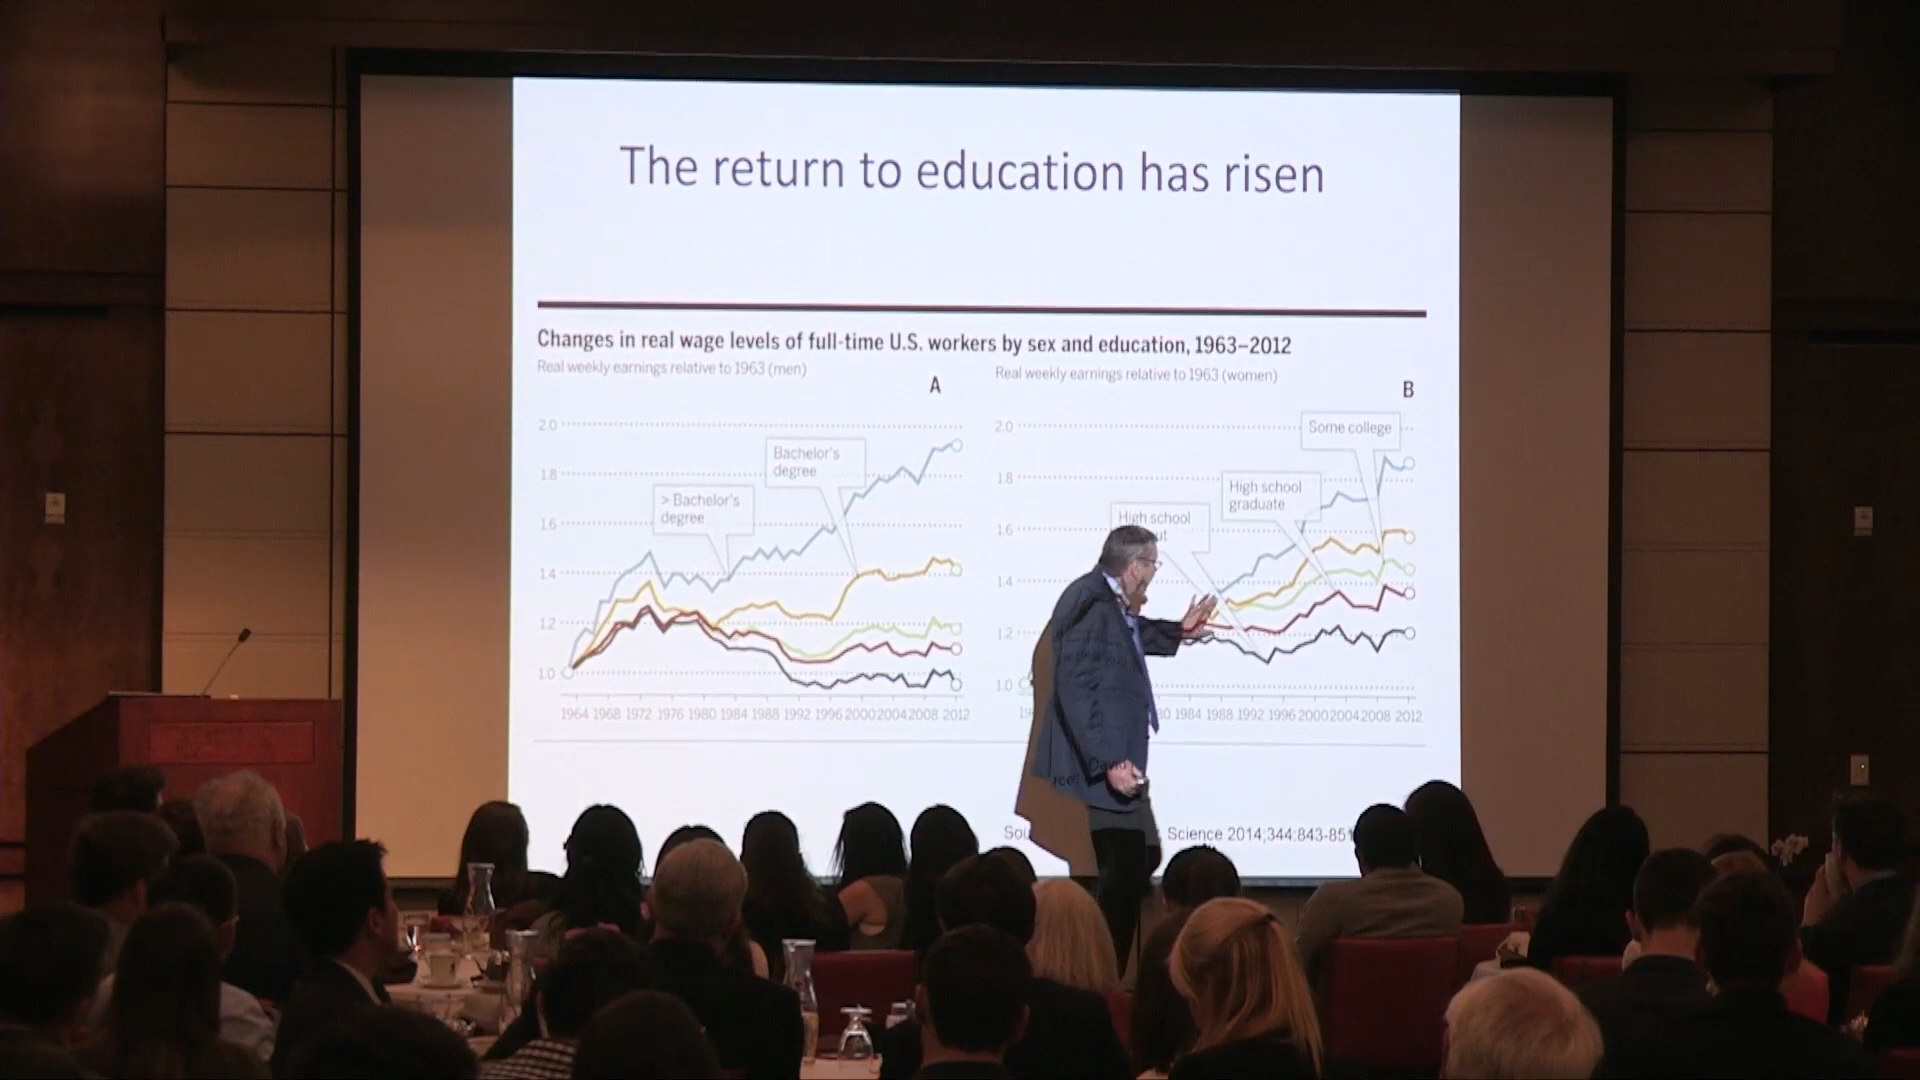 The return to education has risen
Changes in real wage levels of full-time U.S. workers by sex and education, 1963–2012
Real weekly earnings relative to 1963 (men)
A
2.0
1.8
1.6
1.4
1.2
1.0
> Bachelor's
degree
Bachelor's
degree
1964 1968 1972 1976 1980 1984 1988 1992 1996 2000 2004 2008 2012
Real weekly earnings relative to 1963 (women)
B
2.0
1.8
1.6
1.4
1.2
1.0
High school
High school
graduate
Some college
1984 1988 1992 1996 2000 2004 2008 2012
David
Science 2014;344:843-851